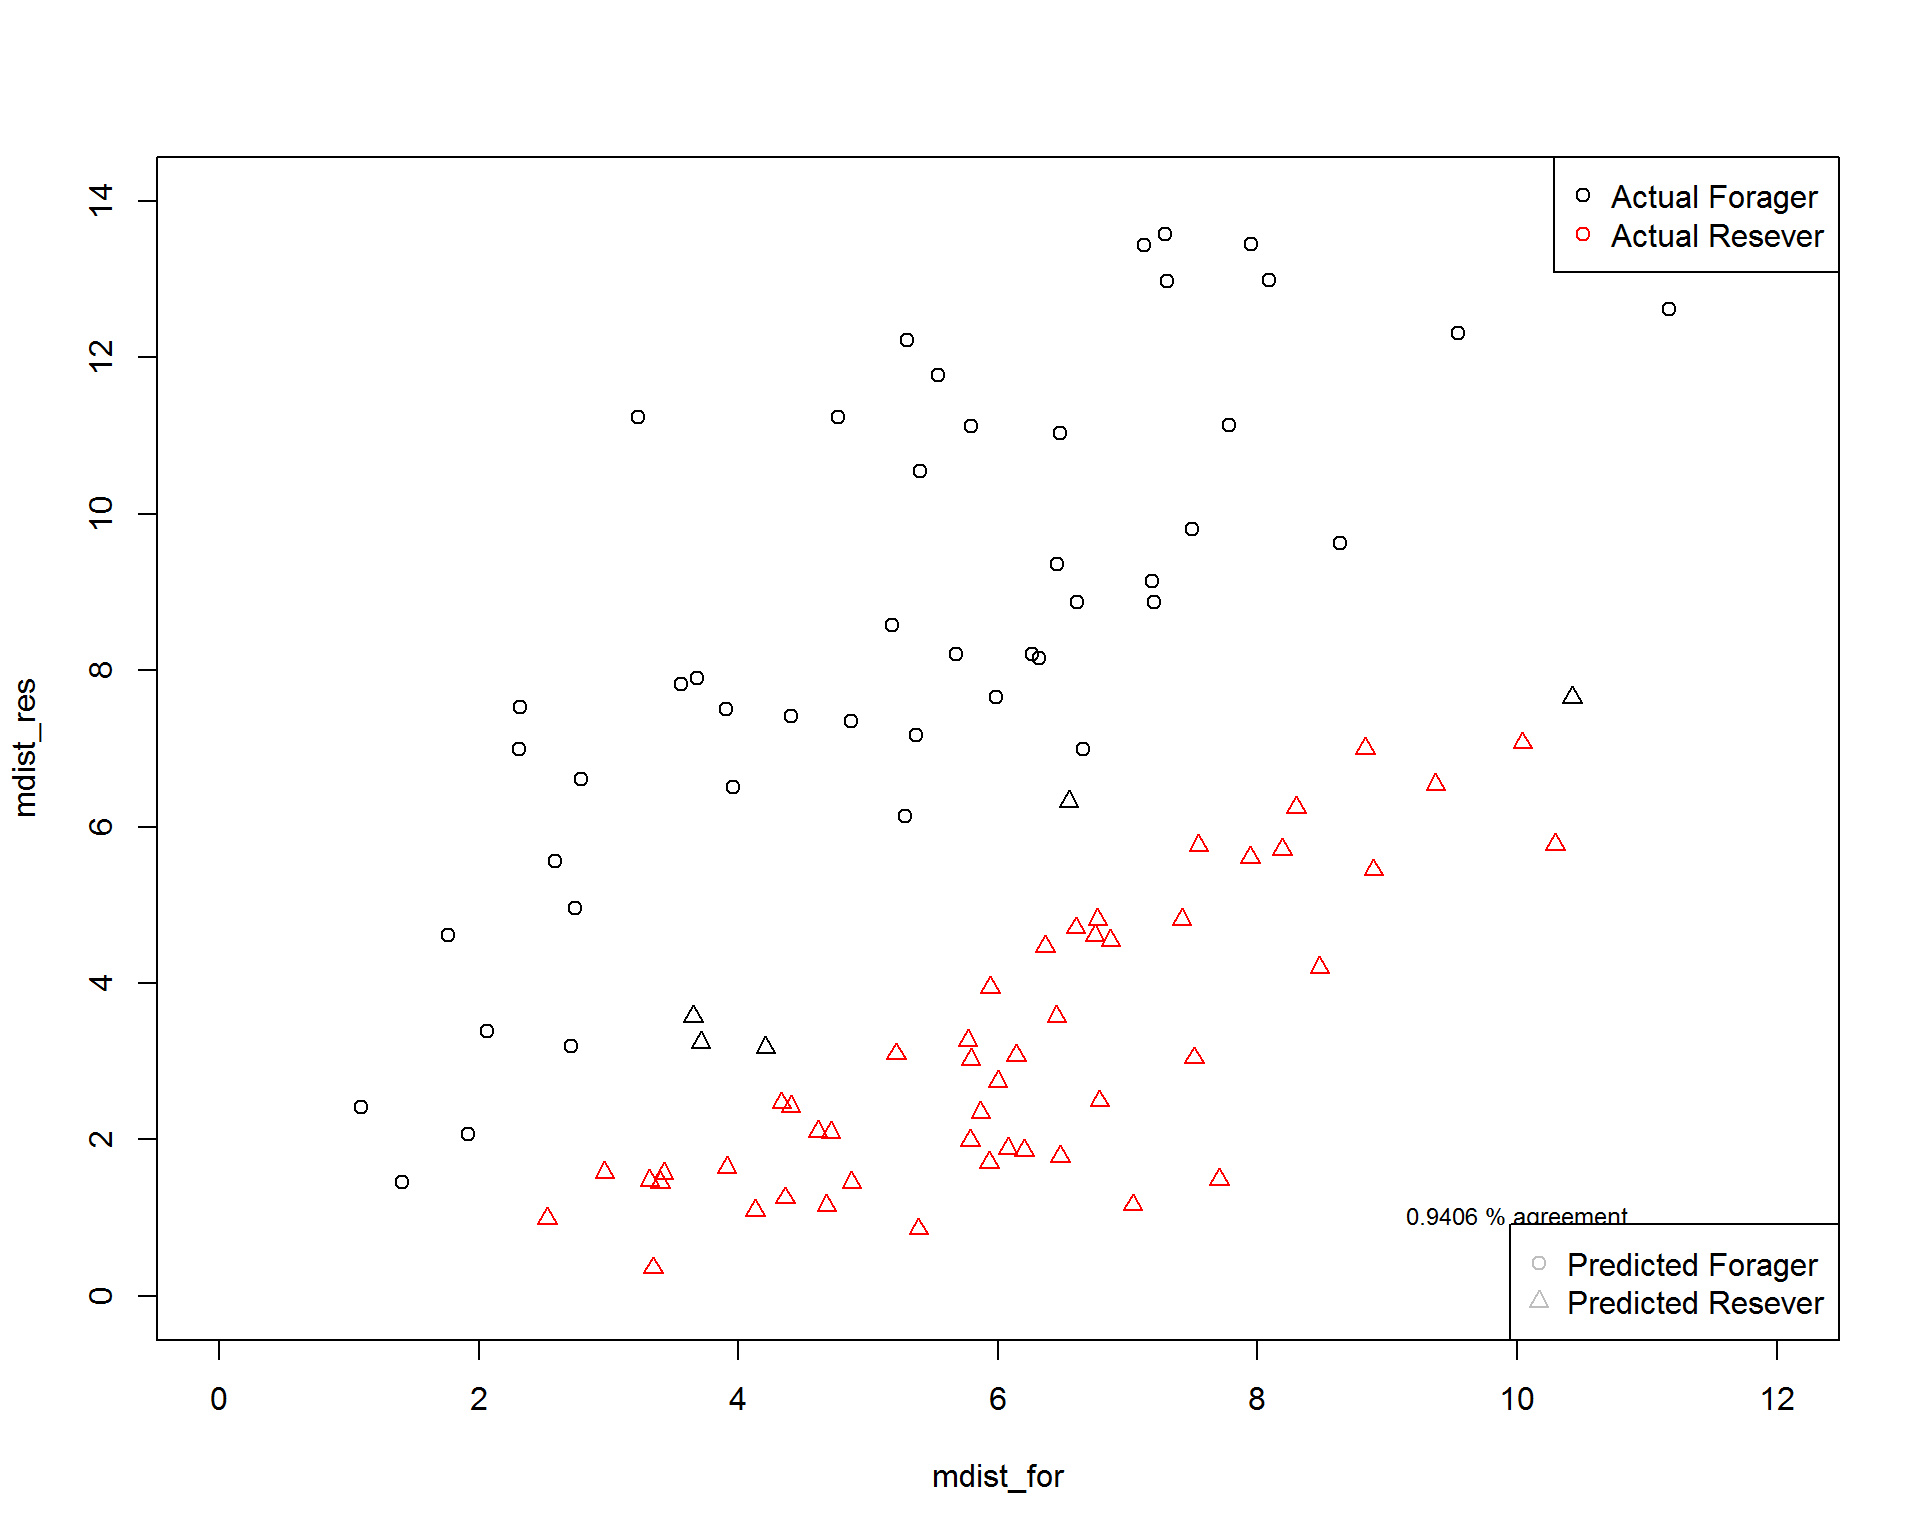 Actual Forager
Actual Resever
14
12
10
8
6
4
2
0
mdist_res
0.9406 % agreement
Predicted Forager
Predicted Resever
0 2 4 6 8 10 12
mdist_for